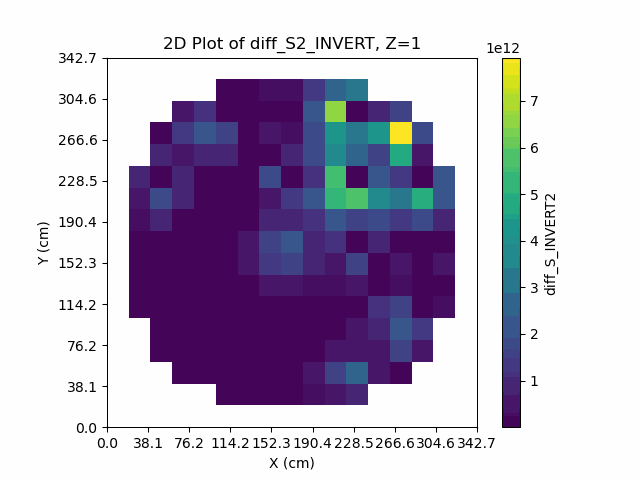 2D Plot of diff_S2_INVERT, Z=1
1e12
342.7
304.6
266.6
228.5
190.4
152.3
114.2
76.2
38.1
0.0
Y (cm)
0.0 38.1 76.2 114.2 152.3 190.4 228.5 266.6 304.6 342.7
X (cm)
7
6
5
4
3
2
1
diff_S_INVERT2